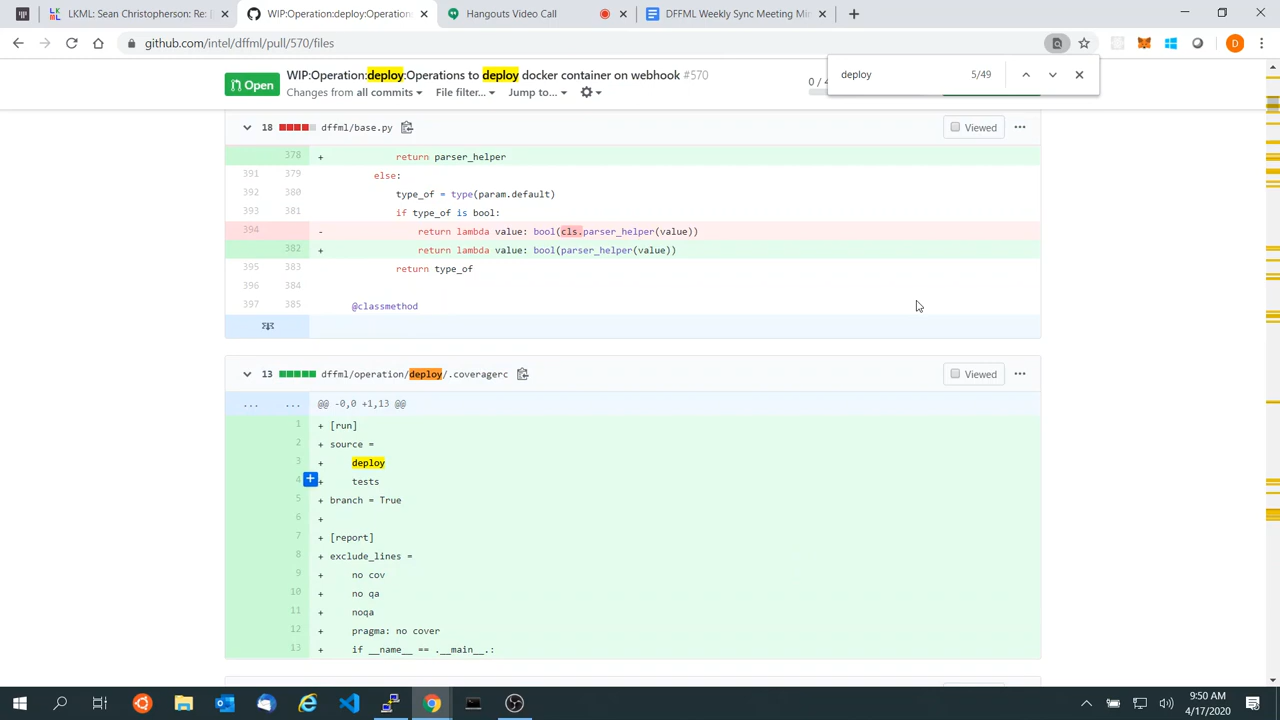 LKML: Sean Christopherson: Re: [
WIP:Operation:deploy:Operation:
Hangouts Video Call
DFFML Weekly Sync Meeting Min
github.com/intel/dffml/pull/570/files
D
deploy
5/49
Open
WIP:Operation:deploy:Operations to deploy docker container on webhook #570
Changes from all commits
File filter...
Jump to...
18 dffml/base.py
Viewed
378 + return parser_helper
391 379 else:
392 380 type_of = type(param.default)
393 381 if type_of is bool:
394 - return lambda value: bool(cls.parser_helper(value))
382 + return lambda value: bool(parser_helper(value))
395 383 return type_of
396 384
397 385 @classmethod
13 dffml/operation/deploy/.coveragerc
Viewed
... ... @@ -0,0 +1,13 @@
1 + [run]
2 + source =
3 + deploy
4 + tests
5 + branch = True
6 +
7 + [report]
8 + exclude_lines =
9 + no cov
10 + no qa
11 + noqa
12 + pragma: no cover
13 + if __name__ == .__main__.:
9:50 AM
4/17/2020